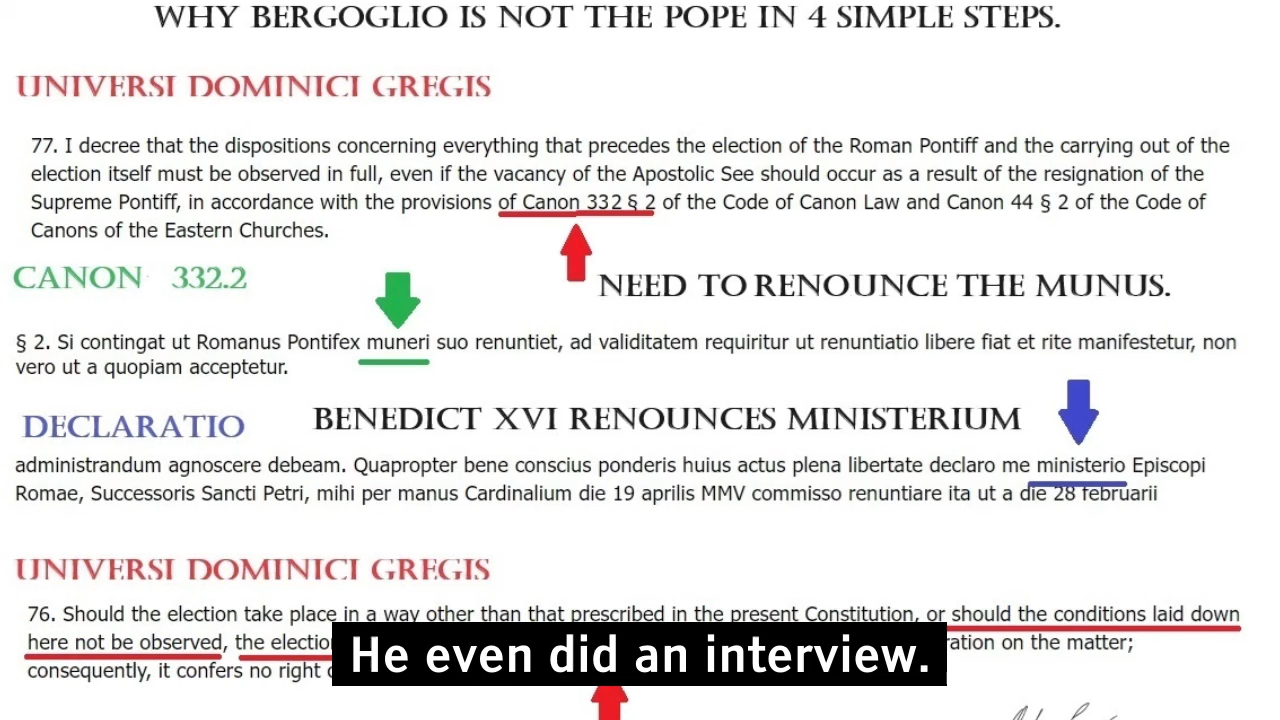 WHY BERGOGLIO IS NOT THE POPE IN 4 SIMPLE STEPS.
UNIVERSI DOMINICI GREGIS
77. I decree that the dispositions concerning everything that precedes the election of the Roman Pontiff and the carrying out of the
election itself must be observed in full, even if the vacancy of the Apostolic See should occur as a result of the resignation of the
Supreme Pontiff, in accordance with the provisions of Canon 332 § 2 of the Code of Canon Law and Canon 44 § 2 of the Code of
Canons of the Eastern Churches.
CANON 332.2
NEED TO RENOUNCE THE MUNUS.
§ 2. Si contingat ut Romanus Pontifex muneri suo renuntiet, ad validitatem requiritur ut renuntiatio libere fiat et rite manifestetur, non
vero ut a quopiam acceptetur.
DECLARATIO BENEDICT XVI RENOUNCES MINISTERIUM
administrandum agnoscere debeam. Quapropter bene conscius ponderis huius actus plena libertate declaro me ministerio Episcopi
Romae, Successoris Sancti Petri, mihi per manus Cardinalium die 19 aprilis MMV commisso renuntiare ita ut a die 28 februarii
UNIVERSI DOMINICI GREGIS
76. Should the election take place in a way other than that prescribed in the present Constitution, or should the conditions laid down
here not be observed, the election on the matter;
consequently, it confers no right
He even did an interview.